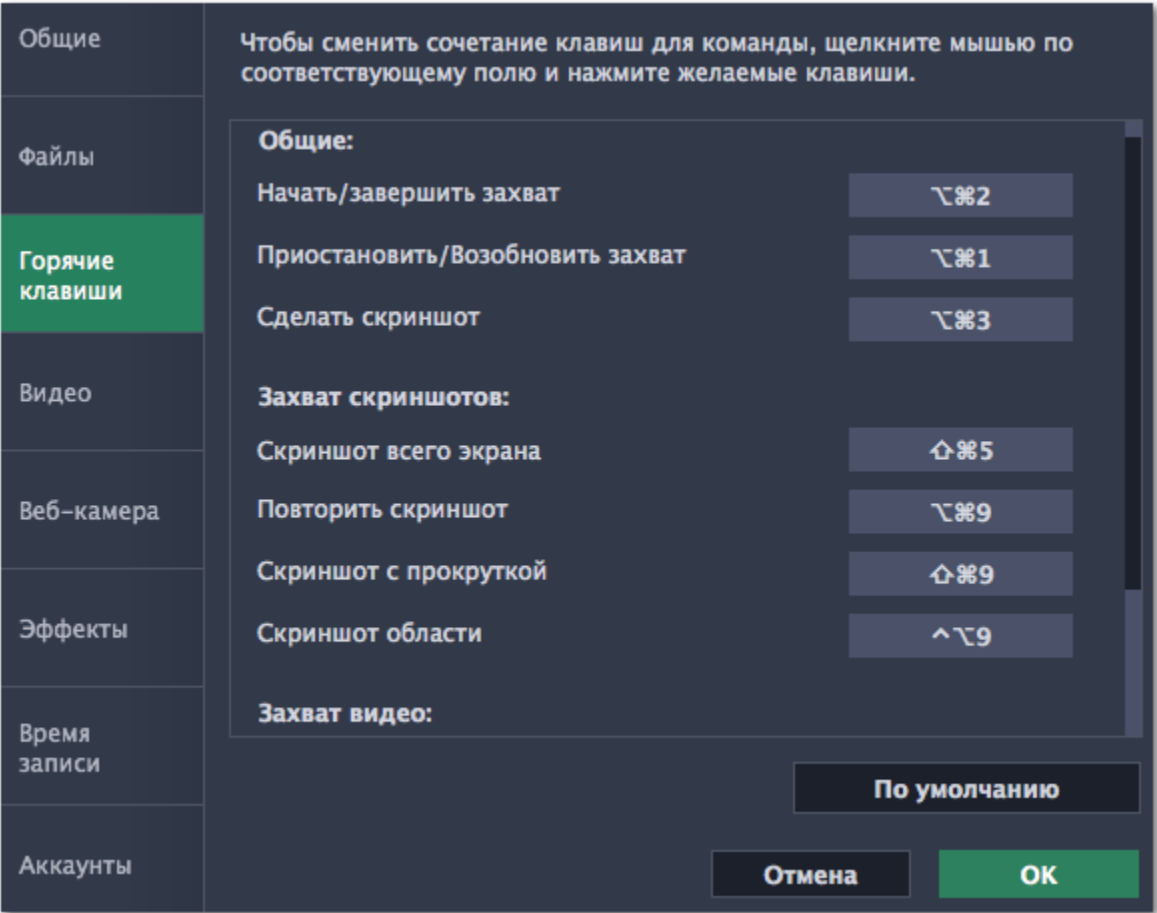 Общие
Файлы
Горячие
клавиши
Видео
Веб-камера
Эффекты
Время
записи
Аккаунты
Чтобы сменить сочетание клавиш для команды, щелкните мышью по
соответствующему полю и нажмите желаемые клавиши.
Общие:
Начать/завершить захват ⌥⌘2
Приостановить/Возобновить захват ⌥⌘1
Сделать скриншот ⌥⌘3
Захват скриншотов:
Скриншот всего экрана ⇧⌘5
Повторить скриншот ⌥⌘9
Скриншот с прокруткой ⇧⌘9
Скриншот области ^⌥9
Захват видео:
По умолчанию
Отмена
OK